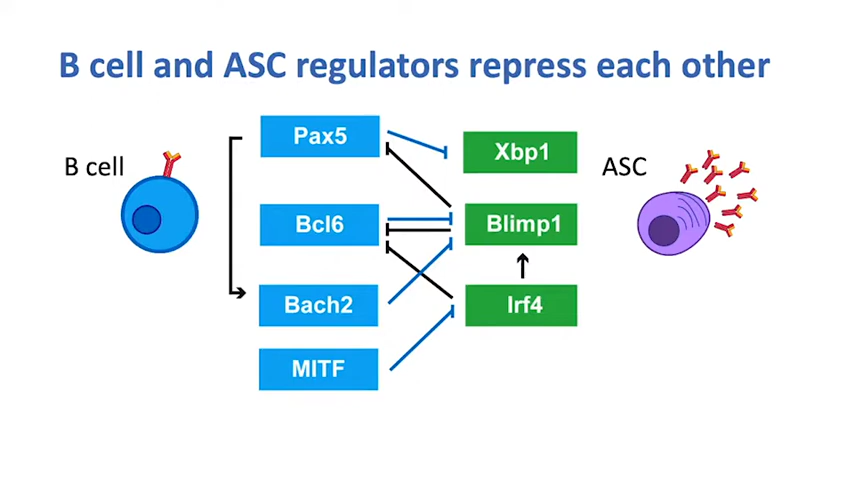 B cell and ASC regulators repress each other
Pax5
Xbp1
B cell
ASC
Bcl6
Blimp1
Bach2
Irf4
MITF